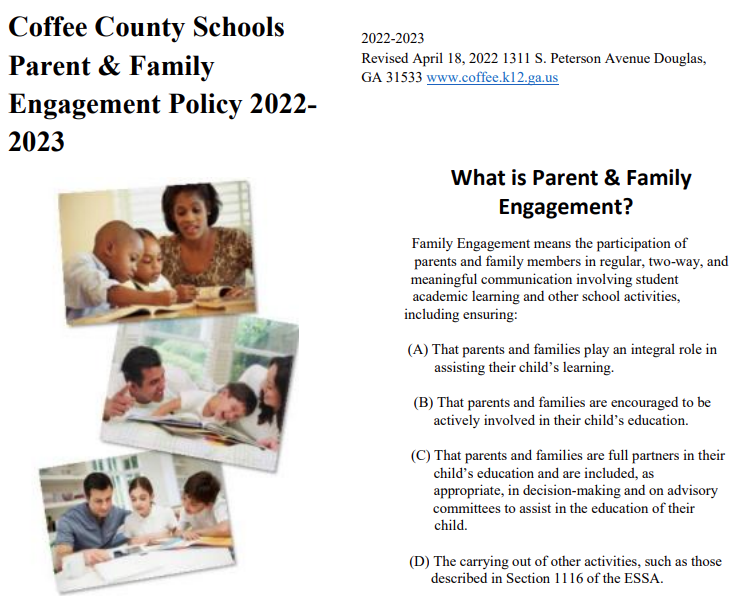 Coffee County Schools
Parent & Family
Engagement Policy 2022-
2023
2022-2023
Revised April 18, 2022 1311 S. Peterson Avenue Douglas,
GA 31533 www.coffee.k12.ga.us
What is Parent & Family
Engagement?
Family Engagement means the participation of
parents and family members in regular, two-way, and
meaningful communication involving student
academic learning and other school activities,
including ensuring:
(A) That parents and families play an integral role in
assisting their child’s learning.
(B) That parents and families are encouraged to be
actively involved in their child’s education.
(C) That parents and families are full partners in their
child’s education and are included, as
appropriate, in decision-making and on advisory
committees to assist in the education of their
child.
(D) The carrying out of other activities, such as those
described in Section 1116 of the ESSA.